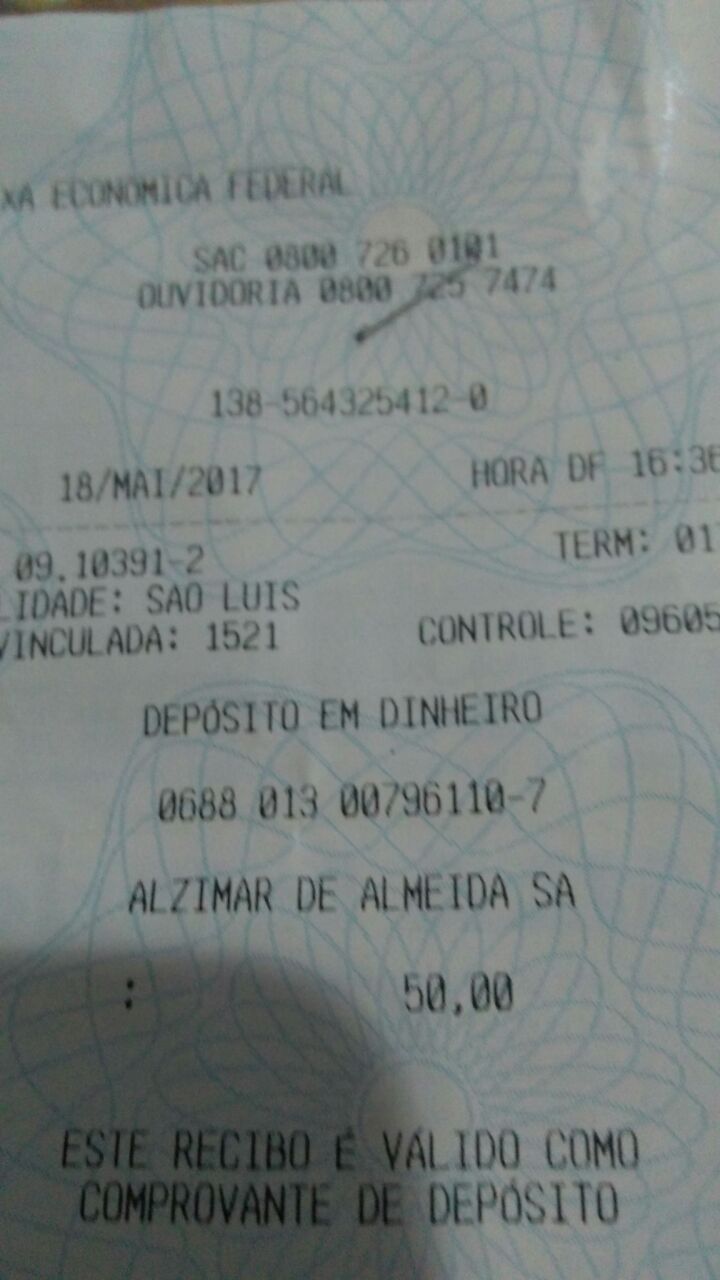 XA ECONOMICA FEDERAL
SAC 0800 726 0101
OUVIDORIA 0800 725 7474
138-564325412-0
18/MAI/2017 HORA DF 16:36
09.10391-2 TERM: 01
LIDADE: SAO LUIS
VINCULADA: 1521 CONTROLE: 09605
DEPÓSITO EM DINHEIRO
0688 013 00796110-7
ALZIMAR DE ALMEIDA SA
: 50,00
ESTE RECIBO É VÁLIDO COMO
COMPROVANTE DE DEPÓSITO